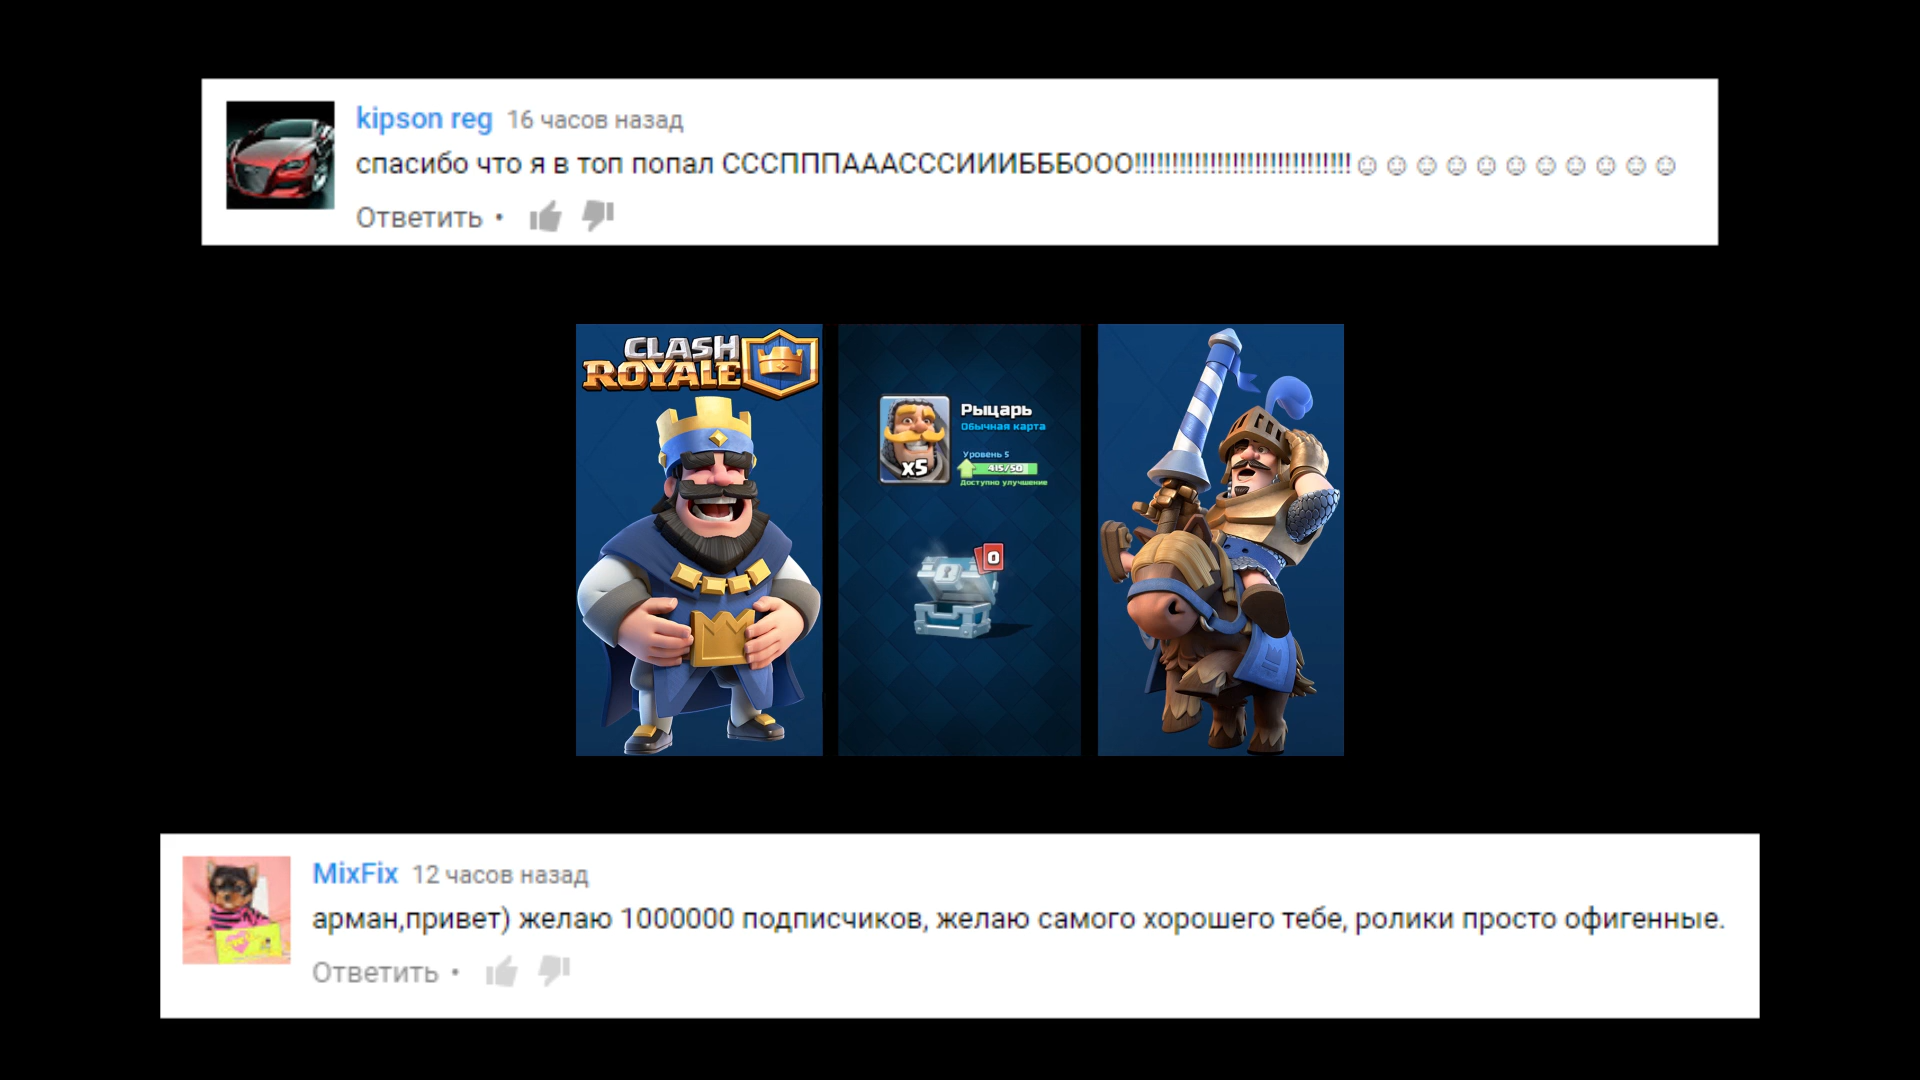 kipson reg 16 часов назад
спасибо что я в топ попал СССПППАААСССИИИБББООО!!!!!!!!!!!!!!!!!!!!!!!!!!!!!☺☺☺☺☺☺☺☺☺☺☺
Ответить •
CLASH
ROYALE
Рыцарь
Обычная карта
Уровень 5
415/50
x5
Доступно улучшение
0
MixFix 12 часов назад
арман,привет) желаю 1000000 подписчиков, желаю самого хорошего тебе, ролики просто офигенные.
Ответить •